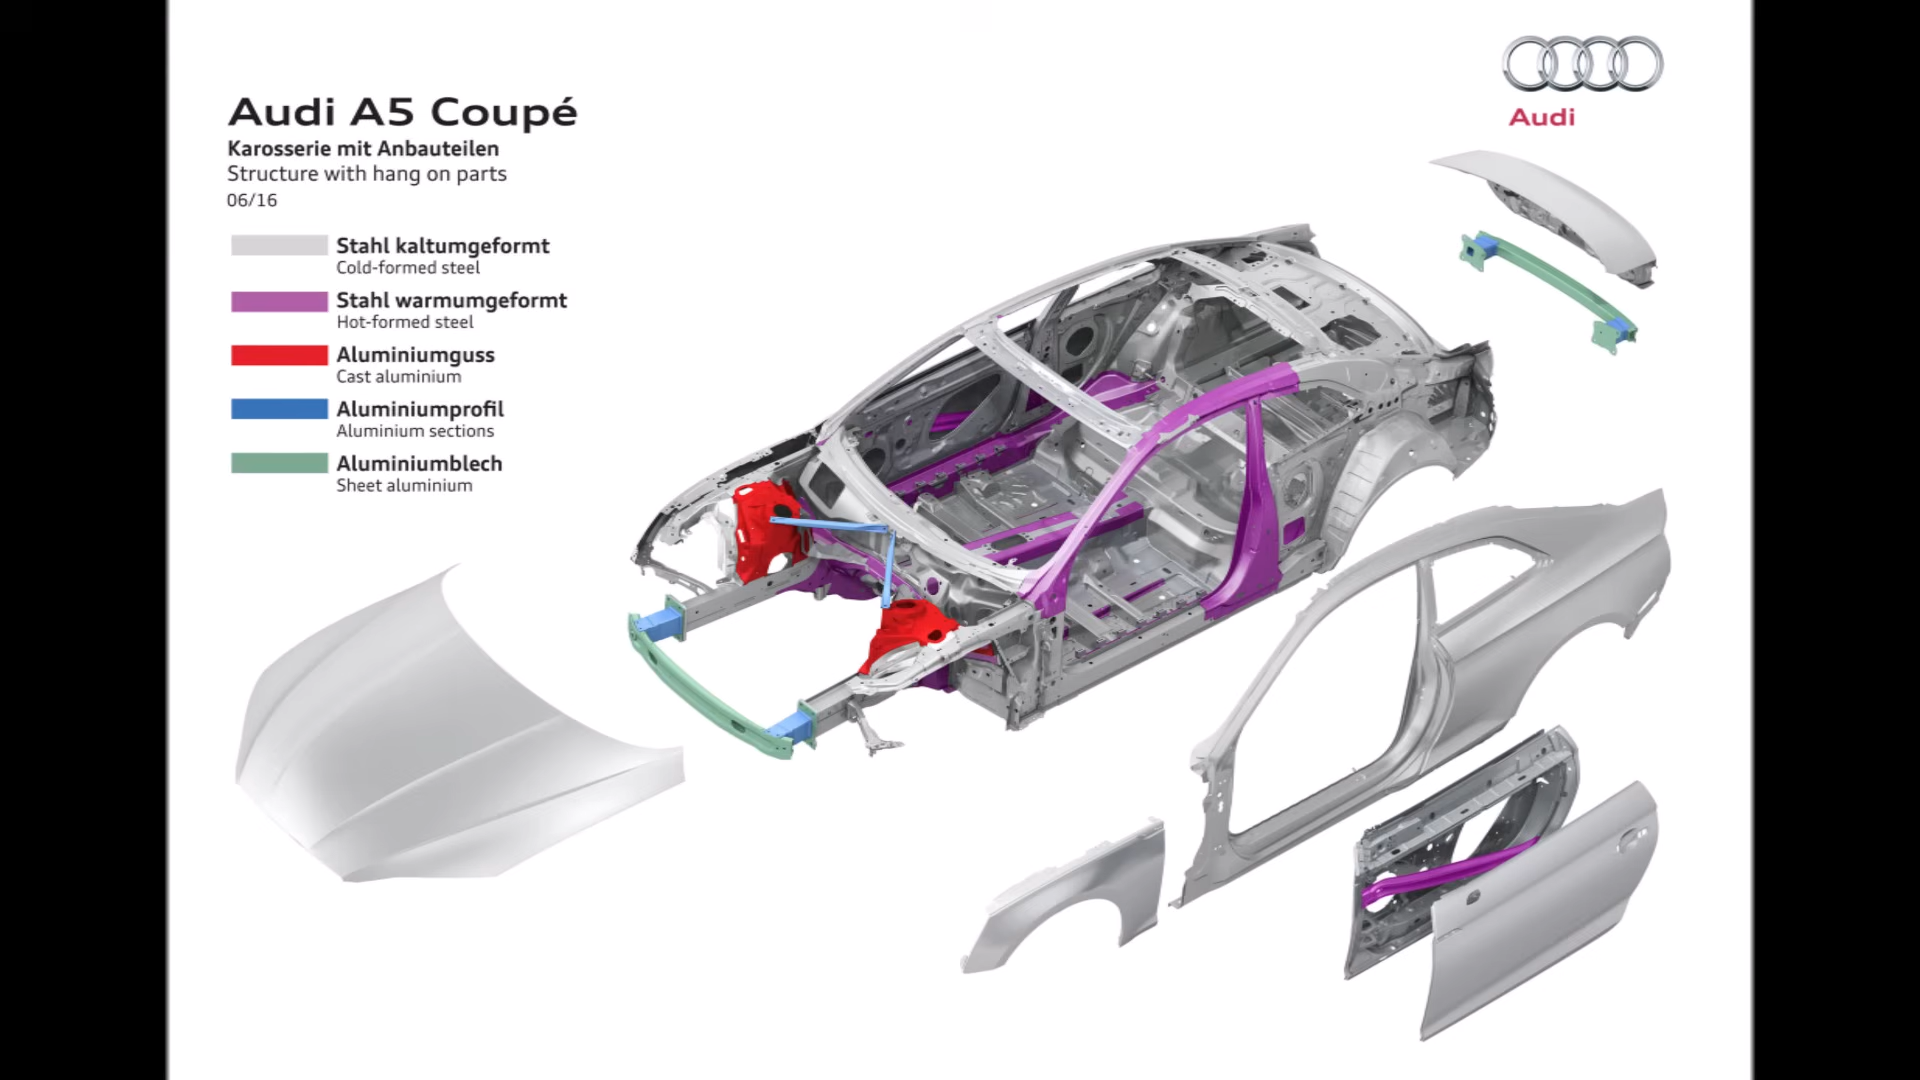 Audi
Audi A5 Coupé
Karosserie mit Anbauteilen
Structure with hang on parts
06/16
Stahl kaltumgeformt
Cold-formed steel
Stahl warmumgeformt
Hot-formed steel
Aluminiumguss
Cast aluminium
Aluminiumprofil
Aluminium sections
Aluminiumblech
Sheet aluminium